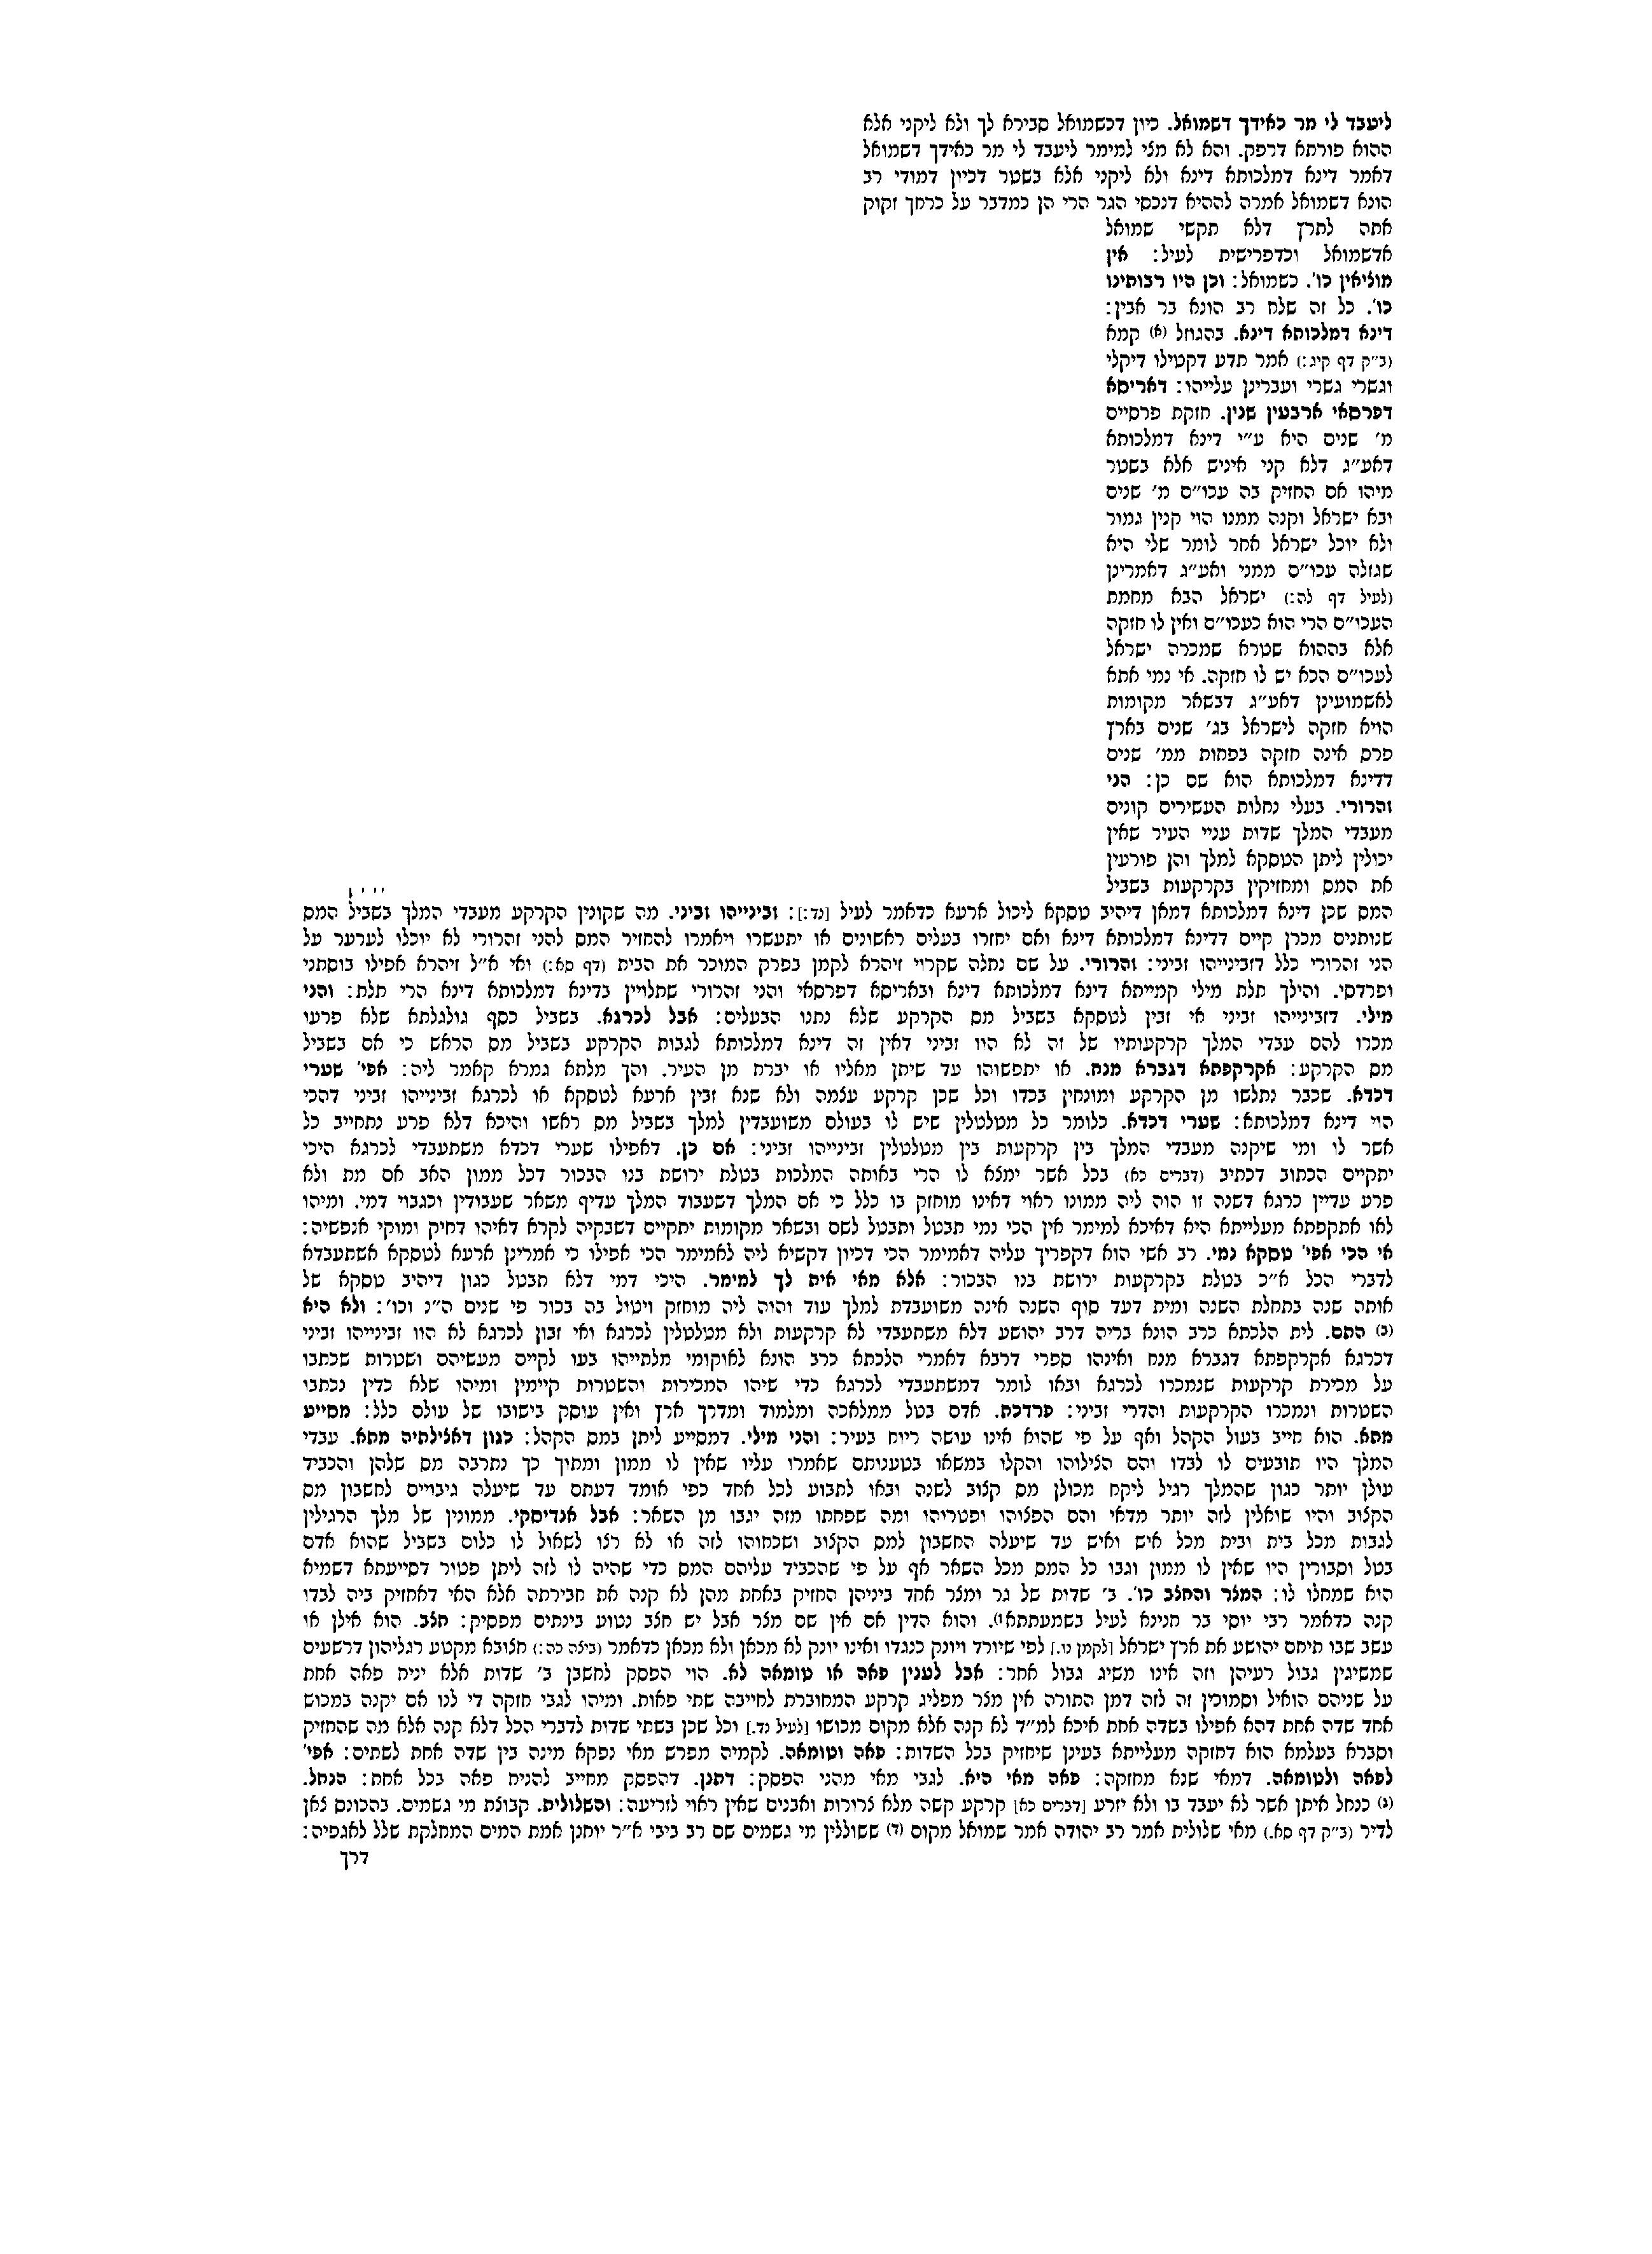 ליעבד לי מר כאידך דשמואל. כיון דכשמואל סבירא לך ולא ליקני אלא
ההוא פורתא דרפק. והא לא מצי למימר ליעבד לי מר כאידך דשמואל
דאמר דינא דמלכותא דינא ולא ליקני אלא בשטר דכיון דמודי רב
הונא דשמואל אמרה לההיא דנכסי הגר הרי הן כמדבר על כרחך זקוק
אתה לתרץ דלא תקשי שמואל
אדשמואל וכדפרישית לעיל: אין
מוציאין כו'. כשמואל: וכן היו רבותינו
כו'. כל זה שלח רב הונא בר אבין:
דינא דמלכותא דינא. בהגוזל (א) קמא
(ב"ק דף קיג:) אמר תדע דקטילו דיקלי
וגשרי גשרי ועברינן עלייהו: דאריסא
דפרסאי ארבעין שנין. חזקת פרסיים
מ' שנים היא ע"י דינא דמלכותא
דאע"ג דלא קני איניש אלא בשטר
מיהו אם החזיק בה עכו"ם מ' שנים
ובא ישראל וקנה ממנו הוי קנין גמור
ולא יוכל ישראל אחר לומר שלי היא
שגזלה עכו"ם ממני ואע"ג דאמרינן
(לעיל דף לה:) ישראל הבא מחמת
העכו"ם הרי הוא כעכו"ם ואין לו חזקה
אלא בההוא שטרא שמכרה ישראל
לעכו"ם הכא יש לו חזקה. אי נמי אתא
לאשמועינן דאע"ג דבשאר מקומות
הויא חזקה לישראל בג' שנים בארץ
פרס אינה חזקה בפחות ממ' שנים
דדינא דמלכותא הוא שם כן: הני
זהרורי. בעלי נחלות העשירים קונים
מעבדי המלך שדות עניי העיר שאין
יכולין ליתן הטסקא למלך והן פורעין
את המס ומחזיקין בקרקעות בשביל
המס שכן דינא דמלכותא דמאן דיהיב טסקא ליכול ארעא כדאמר לעיל [נד:]: זבינייהו זביני. מה שקונין הקרקע מעבדי המלך בשביל המס
שנותנים מכרן קיים דדינא דמלכותא דינא ואם יחזרו בעלים ראשונים או יתעשרו ויאמרו להחזיר המס להני זהרורי לא יוכלו לערער על
הני זהרורי כלל דזבינייהו זביני: זהרורי. על שם נחלה שקרוי זיהרא לקמן בפרק המוכר את הבית (דף סא:) ואי א"ל זיהרא אפילו בוסתני
ופרדסי. והילך תלת מילי קמייתא דינא דמלכותא דינא ובאריסא דפרסאי והני זהרורי שתלויין בדינא דמלכותא דינא הרי תלת: והני
מילי. דזבינייהו זביני אי זבין לטסקא בשביל מס הקרקע שלא נתנו הבעלים: אבל לכרגא. בשביל כסף גולגלתא שלא פרעו
מכרו להם עבדי המלך קרקעותיו של זה לא הוו זביני דאין זה דינא דמלכותא לגבות הקרקע בשביל מס הראש כי אם בשביל
מס הקרקע: אקרקפתא דגברא מנח. או יתפשוהו עד שיתן מאליו או יברח מן העיר. והך מלתא גמרא קאמר ליה: אפי' שערי
דכדא. שכבר נתלשו מן הקרקע ומונחין בכדו וכל שכן קרקע עצמה ולא שנא זבין ארעא לטסקא או לכרגא זבינייהו זביני דהכי
הוי דינא דמלכותא: שערי דכדא. כלומר כל מטלטלין שיש לו בעולם משועבדין למלך בשביל מס ראשו והיכא דלא פרע נתחייב כל
אשר לו ומי שיקנה מעבדי המלך בין קרקעות בין מטלטלין זבינייהו זביני: אם כן. דאפילו שערי דכדא משתעבדי לכרגא היכי
יתקיים הכתוב דכתיב (דברים כא) בכל אשר ימצא לו הרי באותה המלכות בטלת ירושת בנו הבכור דכל ממון האב אם מת ולא
פרע עדיין כרגא דשנה זו הוה ליה ממונו ראוי דאינו מוחזק בו כלל כי אם המלך דשעבוד המלך עדיף משאר שעבודין וכגבוי דמי. ומיהו
לאו אתקפתא מעלייתא היא דאיכא למימר אין הכי נמי תבטל ותבטל לשם ובשאר מקומות יתקיים דשבקיה לקרא דאיהו דחיק ומוקי אנפשיה:
אי הכי אפי' טסקא נמי. רב אשי הוא דקפריך עליה דאמימר הכי דכיון דקשיא ליה לאמימר הכי אפילו כי אמרינן ארעא לטסקא אשתעבדא
לדברי הכל א"כ בטלת בקרקעות ירושת בנו הבכור: אלא מאי אית לך למימר. היכי דמי דלא תבטל כגון דיהיב טסקא של
אותה שנה בתחלת השנה ומית דעד סוף השנה אינה משועבדת למלך עוד והוה ליה מוחזק ויטול בה בכור פי שנים ה"נ וכו': ולא היא
(ב) התם. לית הלכתא כרב הונא בריה דרב יהושע דלא משתעבדי לא קרקעות ולא מטלטלין לכרגא ואי זבון לכרגא לא הוו זבינייהו זביני
דכרגא אקרקפתא דגברא מנח ואינהו ספרי דרבא דאמרי הלכתא כרב הונא לאוקומי מלתייהו בעו לקיים מעשיהם ושטרות שכתבו
על מכירת קרקעות שנמכרו לכרגא ובאו לומר דמשתעבדי לכרגא כדי שיהו המכירות והשטרות קיימין ומיהו שלא כדין נכתבו
השטרות ונמכרו הקרקעות והדרי זביני: פרדכת. אדם בטל ממלאכה ומלמוד ומדרך ארץ ואין עוסק בישובו של עולם כלל: מסייע
מתא. הוא חייב בעול הקהל ואף על פי שהוא אינו עושה ריוח בעיר: והני מילי. דמסייע ליתן במס הקהל: כגון דאצילתיה מתא. עבדי
המלך היו תובעים לו לבדו והם הצילוהו והקלו במשאו בטענותם שאמרו עליו שאין לו ממון ומתוך כך נתרבה מס שלהן והכביד
עולן יותר כגון שהמלך רגיל ליקח מכולן מס קצוב לשנה ובאו לתבוע לכל אחד כפי אומד דעתם עד שיעלה גיבויים לחשבון מס
הקצוב והיו שואלין לזה יותר מדאי והם הפצוהו ופטרוהו ומה שפחתו מזה יגבו מן השאר: אבל אנדיסקי. ממונין של מלך הרגילין
לגבות מכל בית ובית מכל איש ואיש עד שיעלה החשבון למס הקצוב ושכחוהו לזה או לא רצו לשאול לו כלום בשביל שהוא אדם
בטל וסבורין היו שאין לו ממון וגבו כל המס מכל השאר אף על פי שהכביד עליהם המס כדי שהיה לו לזה ליתן פטור דסייעתא דשמיא
הוא שמחלו לו: המצר והחצב כו'. ב' שדות של גר ומצר אחד ביניהן החזיק באחת מהן לא קנה את חבירתה אלא האי דאחזיק ביה לבדו
קנה כדאמר רבי יוסי בר חנינא לעיל בשמעתתא¹). והוא הדין אם אין שם מצר אבל יש חצב נטוע בינתים מפסיק: חצב. הוא אילן או
עשב שבו תיחם יהושע את ארץ ישראל [לקמן נו.] לפי שיורד ויונק כנגדו ואינו יונק לא מכאן ולא מכאן כדאמר (ביצה כה:) חצובא מקטע רגליהון דרשעים
שמשיגין גבול רעיהן וזה אינו משיג גבול אחר: אבל לענין פאה או טומאה לא. הוי הפסק לחשבן ב' שדות אלא יניח פאה אחת
על שניהם הואיל וסמוכין זה לזה דמן התורה אין מצר מפליג קרקע המחוברת לחייבה שתי פאות. ומיהו לגבי חזקה די לנו אם יקנה במכוש
אחד שדה אחת דהא אפילו בשדה אחת איכא למ"ד לא קנה אלא מקום מכושו [לעיל נד.] וכל שכן בשתי שדות לדברי הכל דלא קנה אלא מה שהחזיק
וסברא בעלמא הוא דחזקה מעלייתא בעינן שיחזיק בכל השדות: פאה וטומאה. לקמיה מפרש מאי נפקא מינה בין שדה אחת לשתים: אפי'
לפאה ולטומאה. דמאי שנא מחזקה: פאה מאי היא. לגבי מאי מהני הפסק: דתנן. דהפסק מחייב להניח פאה בכל אחת: הנחל.
(ג) כנחל איתן אשר לא יעבד בו ולא יזרע [דברים כא] קרקע קשה מלא צרורות ואבנים שאין ראוי לזריעה: והשלולית. קבוצת מי גשמים. בהכונס צאן
לדיר (ב"ק דף סא.) מאי שלולית אמר רב יהודה אמר שמואל מקום (ד) ששוללין מי גשמים שם רב ביבי א"ר יוחנן אמת המים המחלקת שלל לאגפיה:
דרך